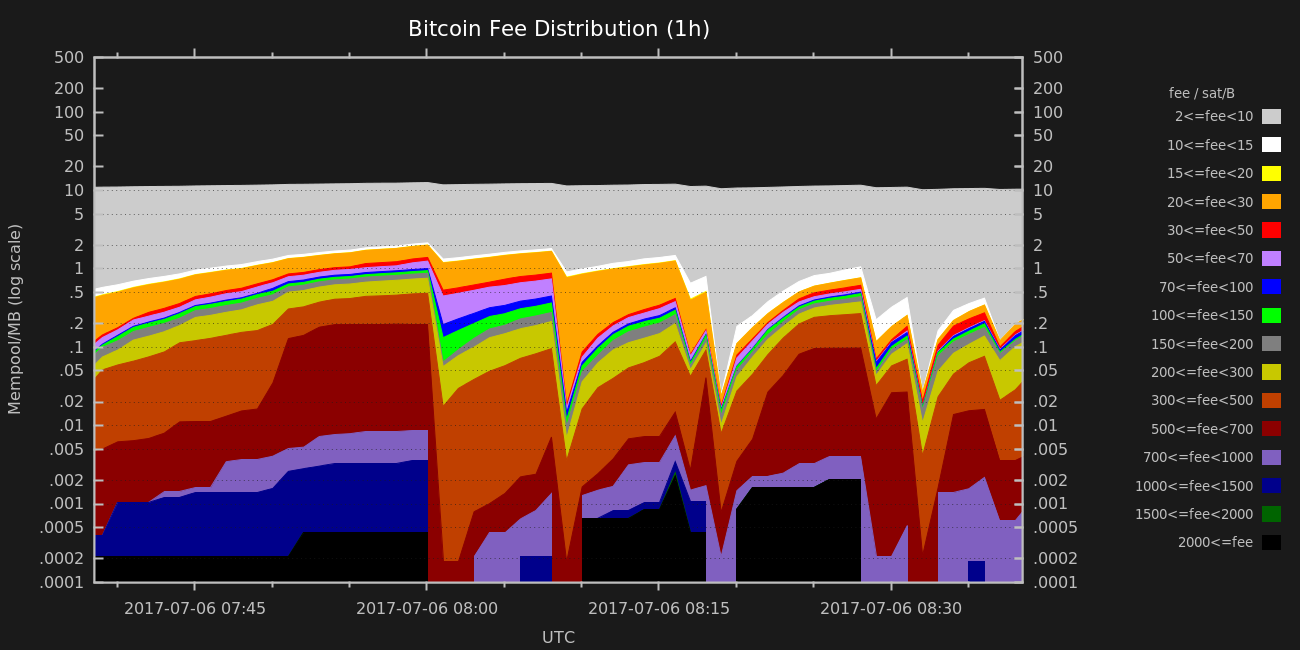 Bitcoin Fee Distribution (1h)
Mempool/MB (log scale)
500
200
100
50
20
10
5
2
1
.5
.2
.1
.05
.02
.01
.005
.002
.001
.0005
.0002
.0001
500
200
100
50
20
10
5
2
1
.5
.2
.1
.05
.02
.01
.005
.002
.001
.0005
.0002
.0001
2017-07-06 07:45
2017-07-06 08:00
2017-07-06 08:15
2017-07-06 08:30
UTC
fee / sat/B
2<=fee<10
10<=fee<15
15<=fee<20
20<=fee<30
30<=fee<50
50<=fee<70
70<=fee<100
100<=fee<150
150<=fee<200
200<=fee<300
300<=fee<500
500<=fee<700
700<=fee<1000
1000<=fee<1500
1500<=fee<2000
2000<=fee